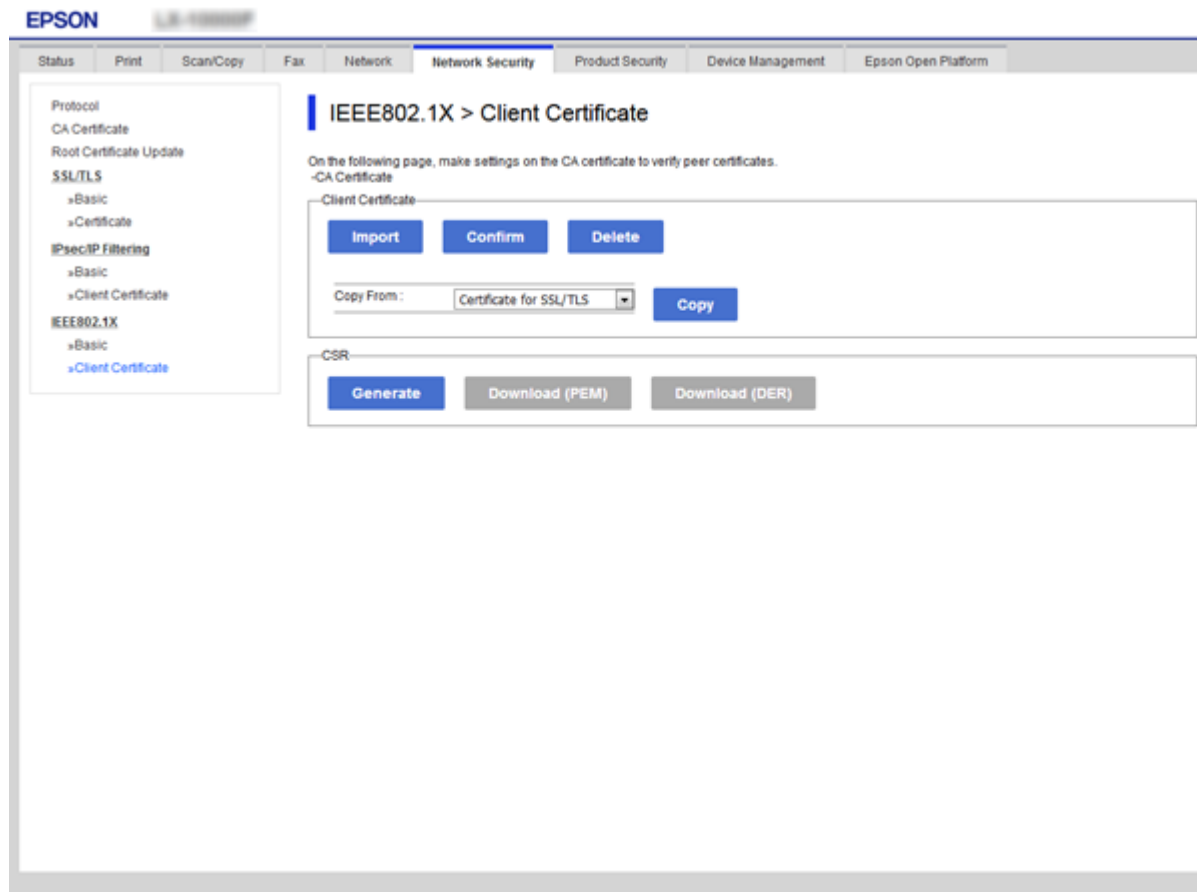 EPSON
Status Print Scan/Copy Fax Network Network Security Product Security Device Management Epson Open Platform
Protocol
CA Certificate
Root Certificate Update
SSL/TLS
»Basic
»Certificate
IPsec/IP Filtering
»Basic
»Client Certificate
IEEE802.1X
»Basic
»Client Certificate
IEEE802.1X > Client Certificate
On the following page, make settings on the CA certificate to verify peer certificates.
-CA Certificate
Client Certificate
Import Confirm Delete
Copy From : Certificate for SSL/TLS Copy
CSR
Generate Download (PEM) Download (DER)